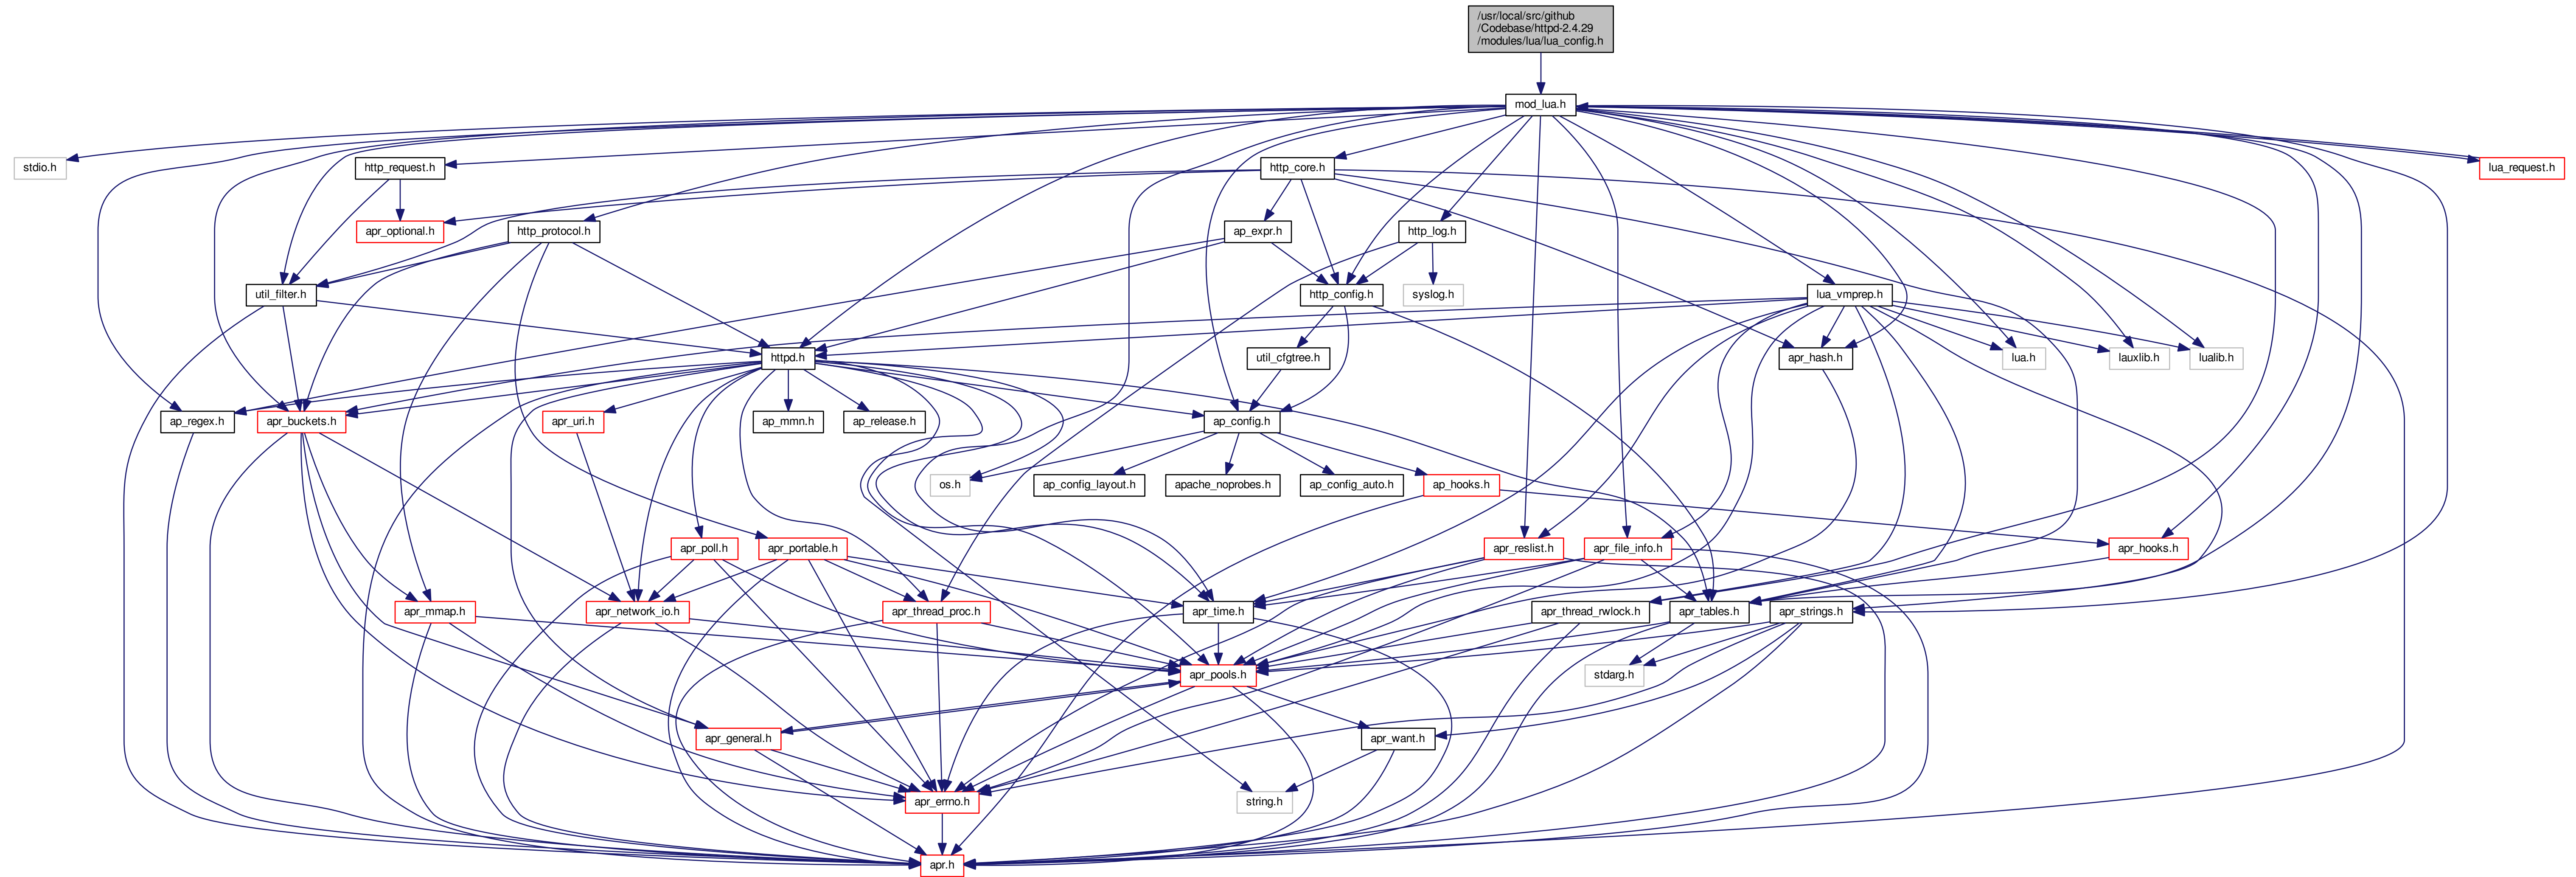 /usr/local/src/github
/Codebase/httpd-2.4.29
/modules/lua/lua_config.h
mod_lua.h
stdio.h
http_request.h
http_core.h
lua_request.h
apr_optional.h
http_protocol.h
ap_expr.h
http_log.h
util_filter.h
http_config.h
syslog.h
lua_vmprep.h
httpd.h
util_cfgtree.h
apr_hash.h
lua.h
lauxlib.h
lualib.h
ap_regex.h
apr_buckets.h
apr_uri.h
ap_mmn.h
ap_release.h
ap_config.h
os.h
ap_config_layout.h
apache_noprobes.h
ap_config_auto.h
ap_hooks.h
apr_poll.h
apr_portable.h
apr_reslist.h
apr_file_info.h
apr_hooks.h
apr_mmap.h
apr_network_io.h
apr_thread_proc.h
apr_time.h
apr_thread_rwlock.h
apr_tables.h
apr_strings.h
apr_pools.h
stdarg.h
apr_general.h
apr_want.h
apr_errno.h
string.h
apr.h